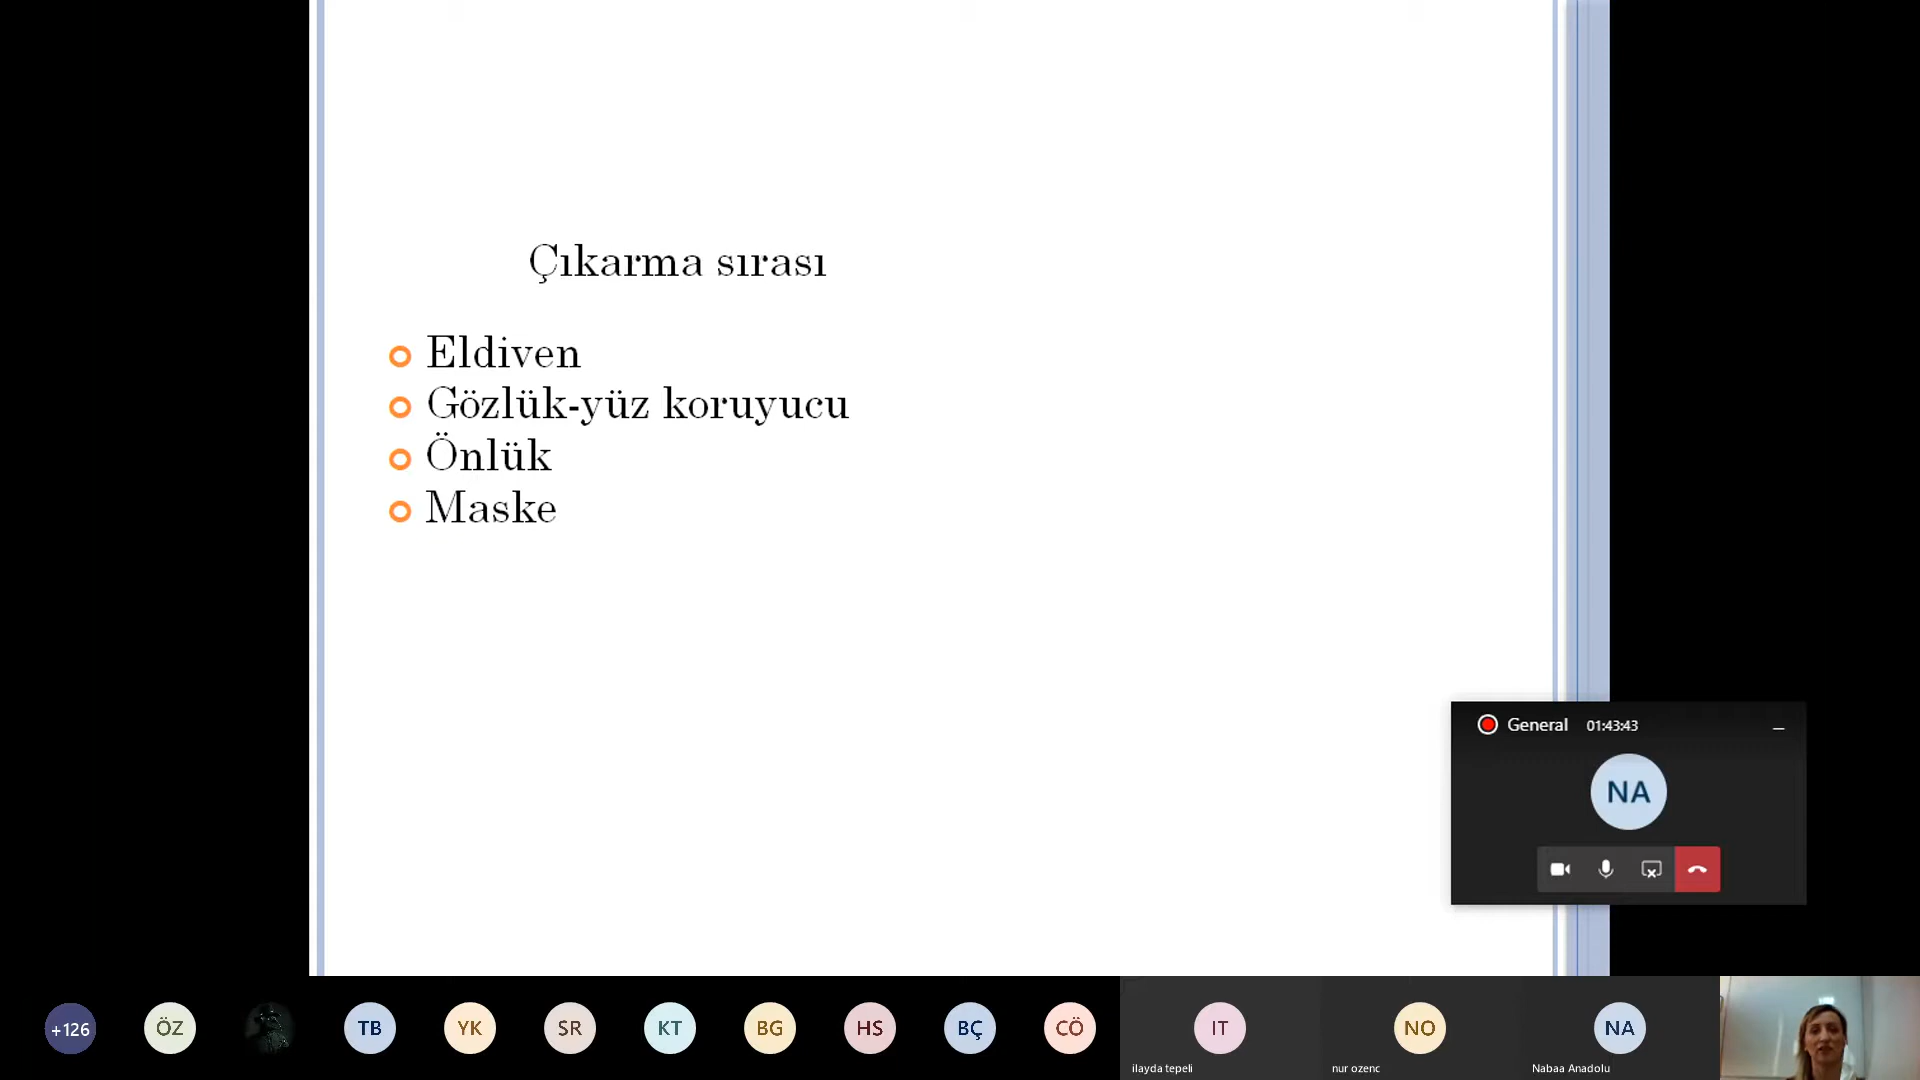 Çıkarma sırası
Eldiven
Gözlük-yüz koruyucu
Önlük
Maske
General 01:43:43
NA
+126
ÖZ
TB
YK
SR
KT
BG
HS
BÇ
CÖ
IT
ilayda tepeli
NO
nur ozenc
NA
Nabaa Anadolu